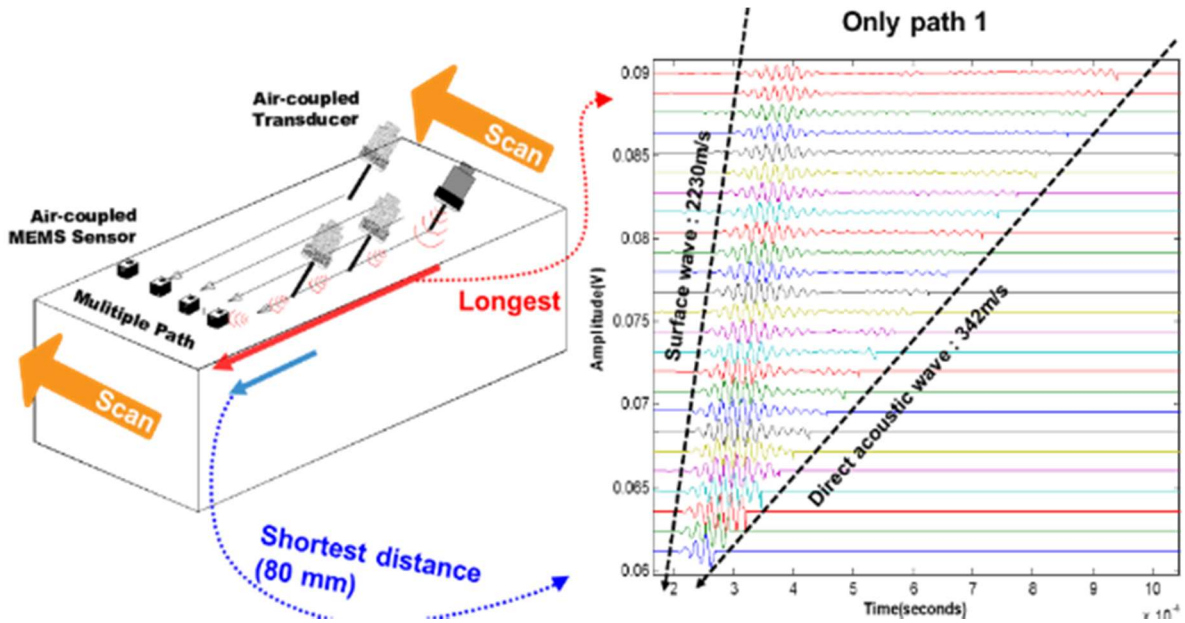 Air-coupled
Transducer
Scan
Air-coupled
MEMS Sensor
Mulitiple Path
Longest
Scan
Shortest distance
(80 mm)
Only path 1
0.09
0.085
0.08
0.075
0.07
0.065
0.06
Amplitude(V)
Surface wave : 2230m/s
Direct acoustic wave : 342m/s
2 3 4 5 6 7 8 9 10
Time(seconds)